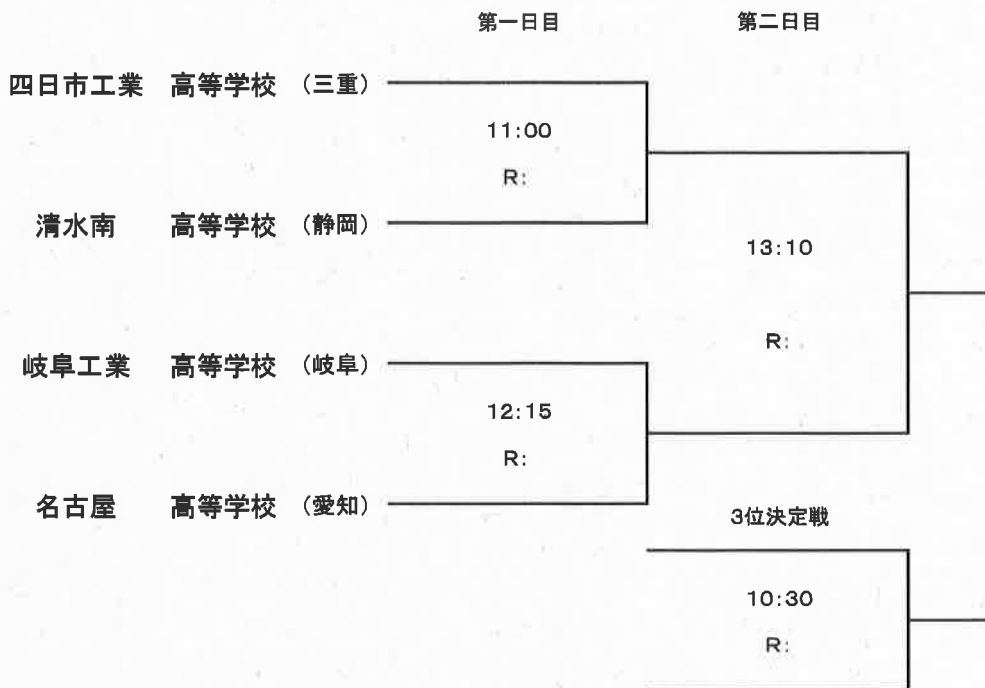 第一日目 第二日目
四日市工業 高等学校 (三重)
11:00
R:
清水南 高等学校 (静岡)
13:10
R:
岐阜工業 高等学校 (岐阜)
12:15
R:
名古屋 高等学校 (愛知)
3位決定戦
10:30
R: